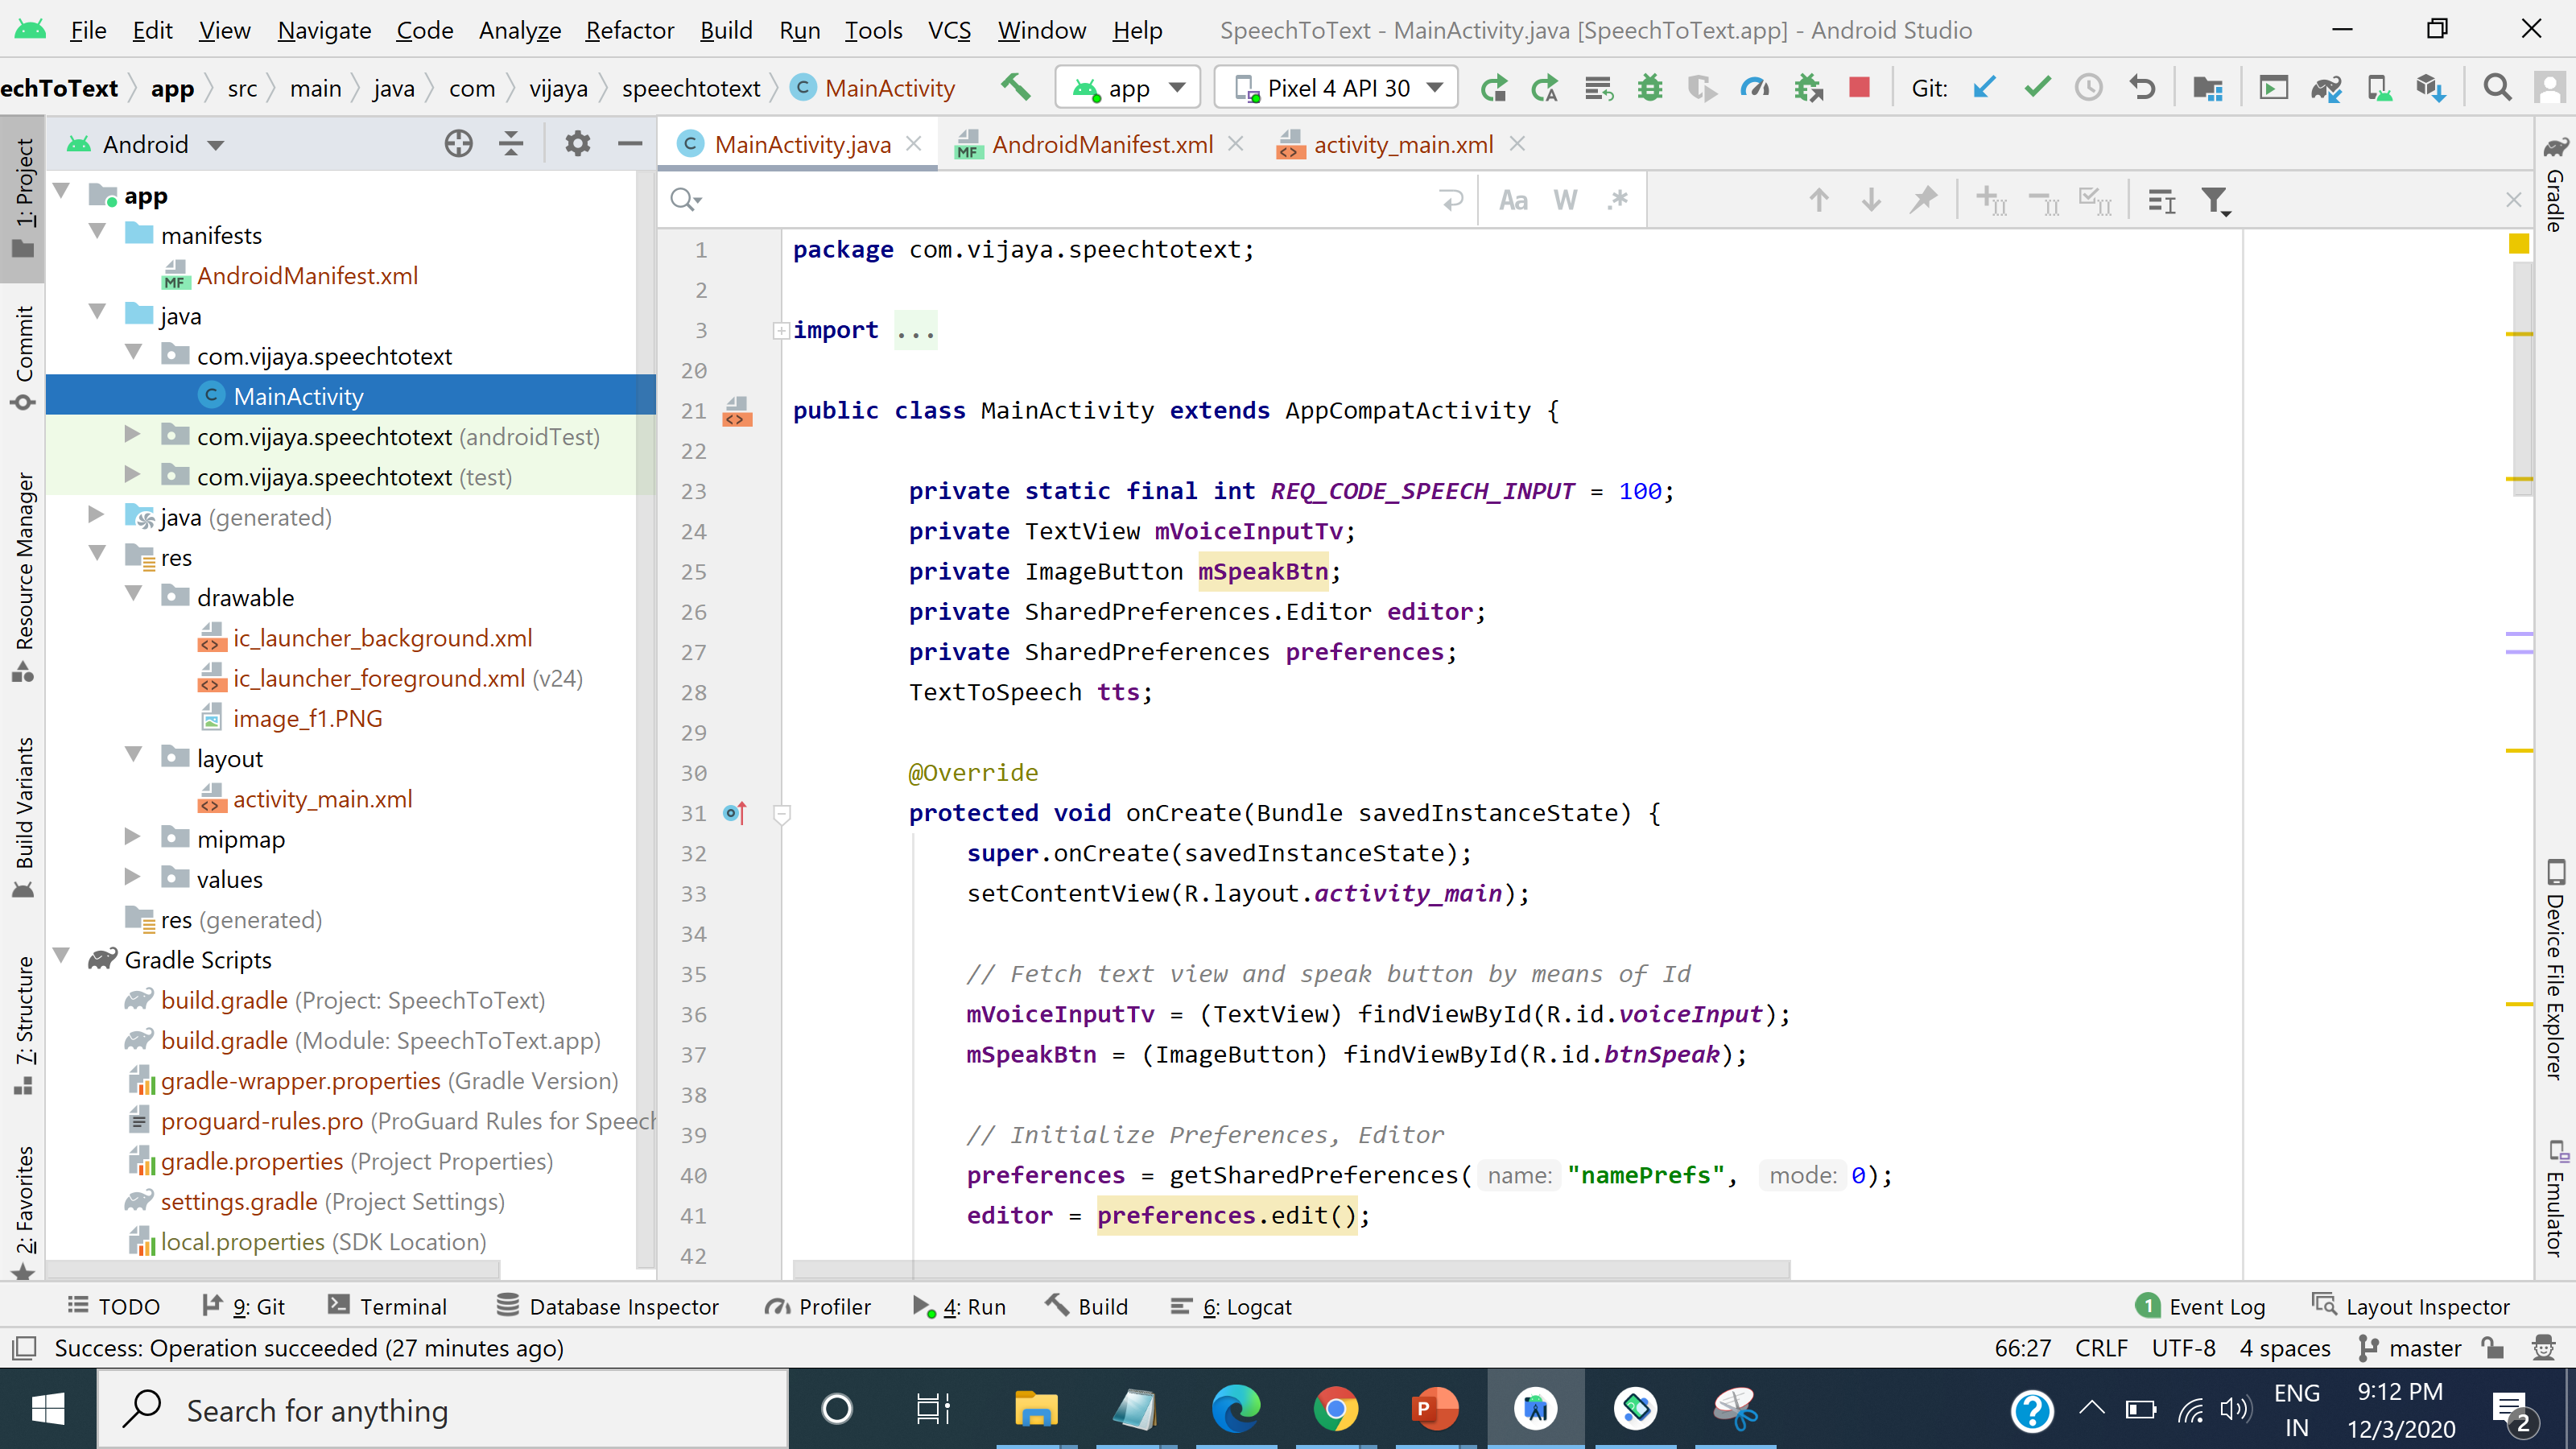 File Edit View Navigate Code Analyze Refactor Build Run Tools VCS Window Help SpeechToText - MainActivity.java [SpeechToText.app] - Android Studio
echToText app src main java com vijaya speechtotext C MainActivity app Pixel 4 API 30 Git:
Android
MainActivity.java AndroidManifest.xml activity_main.xml
1: Project
Commit
Resource Manager
Build Variants
7: Structure
2: Favorites
app
manifests
MF AndroidManifest.xml
java
com.vijaya.speechtotext
C MainActivity
com.vijaya.speechtotext (androidTest)
com.vijaya.speechtotext (test)
java (generated)
res
drawable
ic_launcher_background.xml
ic_launcher_foreground.xml (v24)
image_f1.PNG
layout
activity_main.xml
mipmap
values
res (generated)
Gradle Scripts
build.gradle (Project: SpeechToText)
build.gradle (Module: SpeechToText.app)
gradle-wrapper.properties (Gradle Version)
proguard-rules.pro (ProGuard Rules for Speech
gradle.properties (Project Properties)
settings.gradle (Project Settings)
local.properties (SDK Location)
Aa W .*
1 package com.vijaya.speechtotext;
2
3 import ...
20
21 public class MainActivity extends AppCompatActivity {
22
23 private static final int REQ_CODE_SPEECH_INPUT = 100;
24 private TextView mVoiceInputTv;
25 private ImageButton mSpeakBtn;
26 private SharedPreferences.Editor editor;
27 private SharedPreferences preferences;
28 TextToSpeech tts;
29
30 @Override
31 protected void onCreate(Bundle savedInstanceState) {
32 super.onCreate(savedInstanceState);
33 setContentView(R.layout.activity_main);
34
35 // Fetch text view and speak button by means of Id
36 mVoiceInputTv = (TextView) findViewById(R.id.voiceInput);
37 mSpeakBtn = (ImageButton) findViewById(R.id.btnSpeak);
38
39 // Initialize Preferences, Editor
40 preferences = getSharedPreferences( name: "namePrefs", mode: 0);
41 editor = preferences.edit();
42
Gradle
Device File Explorer
Emulator
TODO 9: Git Terminal Database Inspector Profiler 4: Run Build 6: Logcat 1 Event Log Layout Inspector
Success: Operation succeeded (27 minutes ago) 66:27 CRLF UTF-8 4 spaces master
Search for anything
ENG
IN
9:12 PM
12/3/2020
2